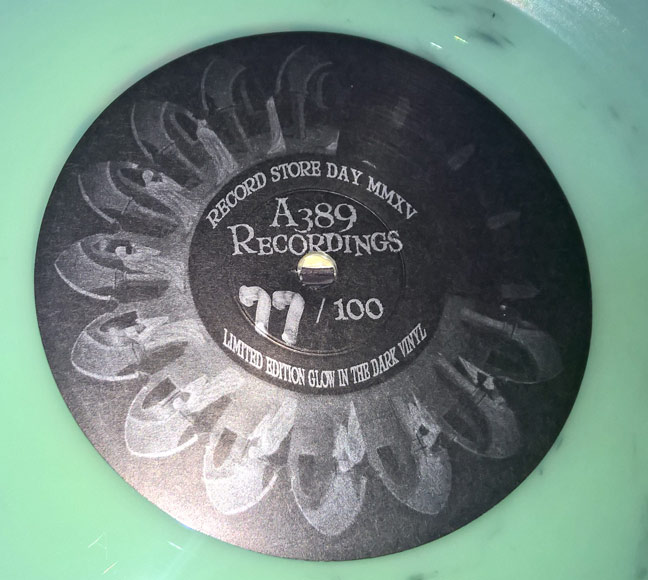 RECORD STORE DAY MMXV
A389
RECORDINGS
77 / 100
LIMITED EDITION GLOW IN THE DARK VINYL